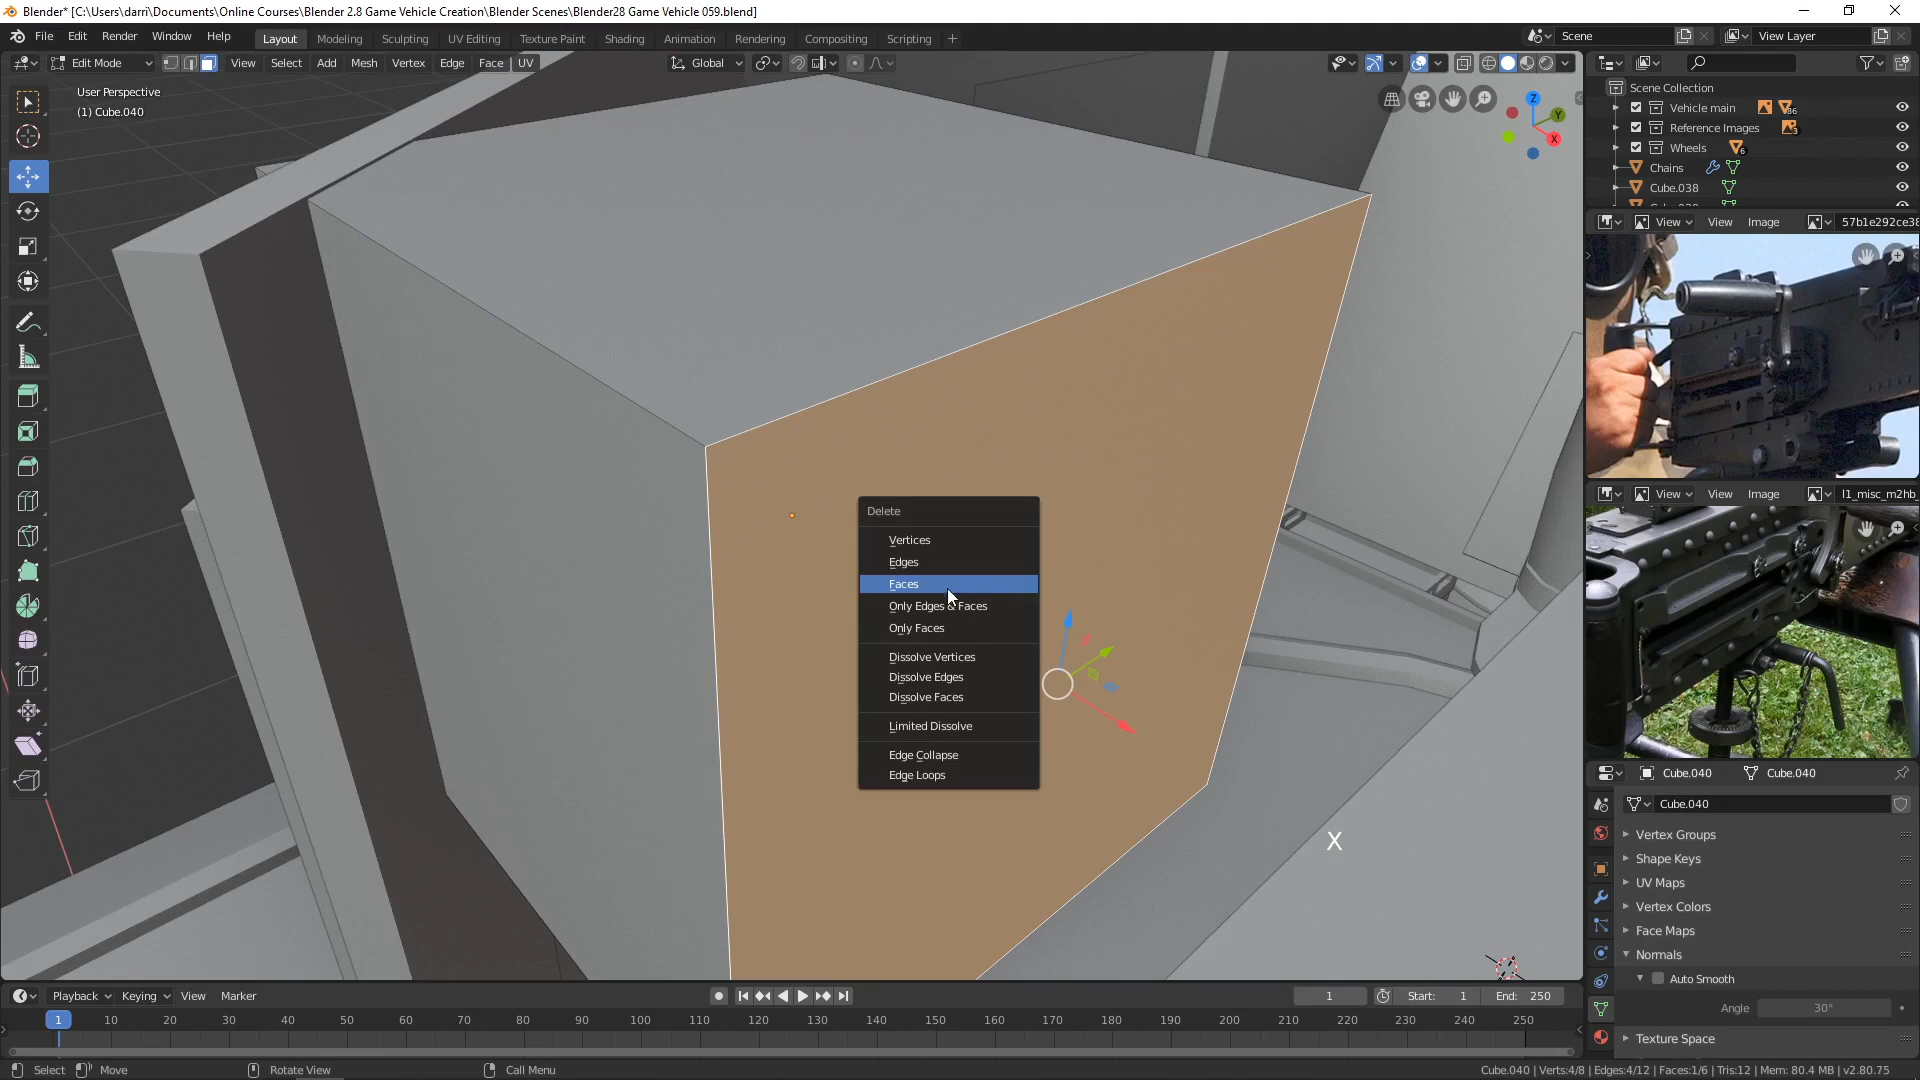 Blender* [C:\Users\darri\Documents\Online Courses\Blender 2.8 Game Vehicle Creation\Blender Scenes\Blender28 Game Vehicle 059.blend]
File Edit Render Window Help Layout Modeling Sculpting UV Editing Texture Paint Shading Animation Rendering Compositing Scripting + Scene View Layer
Edit Mode View Select Add Mesh Vertex Edge Face UV Global
User Perspective
(1) Cube.040
Z
Y
X
Scene Collection
Vehicle main 86
Reference Images 3
Wheels 6
Chains
Cube.038
View View Image 57b1e292ce38
Delete
Vertices
Edges
Faces
Only Edges & Faces
Only Faces
Dissolve Vertices
Dissolve Edges
Dissolve Faces
Limited Dissolve
Edge Collapse
Edge Loops
X
View View Image l1_misc_m2hb_
Cube.040 Cube.040
Cube.040
Vertex Groups
Shape Keys
UV Maps
Vertex Colors
Face Maps
Normals
Auto Smooth
Angle 30°
Texture Space
Playback Keying View Marker 1 Start: 1 End: 250
1 10 20 30 40 50 60 70 80 90 100 110 120 130 140 150 160 170 180 190 200 210 220 230 240 250
Select Move Rotate View Call Menu Cube.040 | Verts:4/8 | Edges:4/12 | Faces:1/6 | Tris:12 | Mem: 80.4 MB | v2.80.75